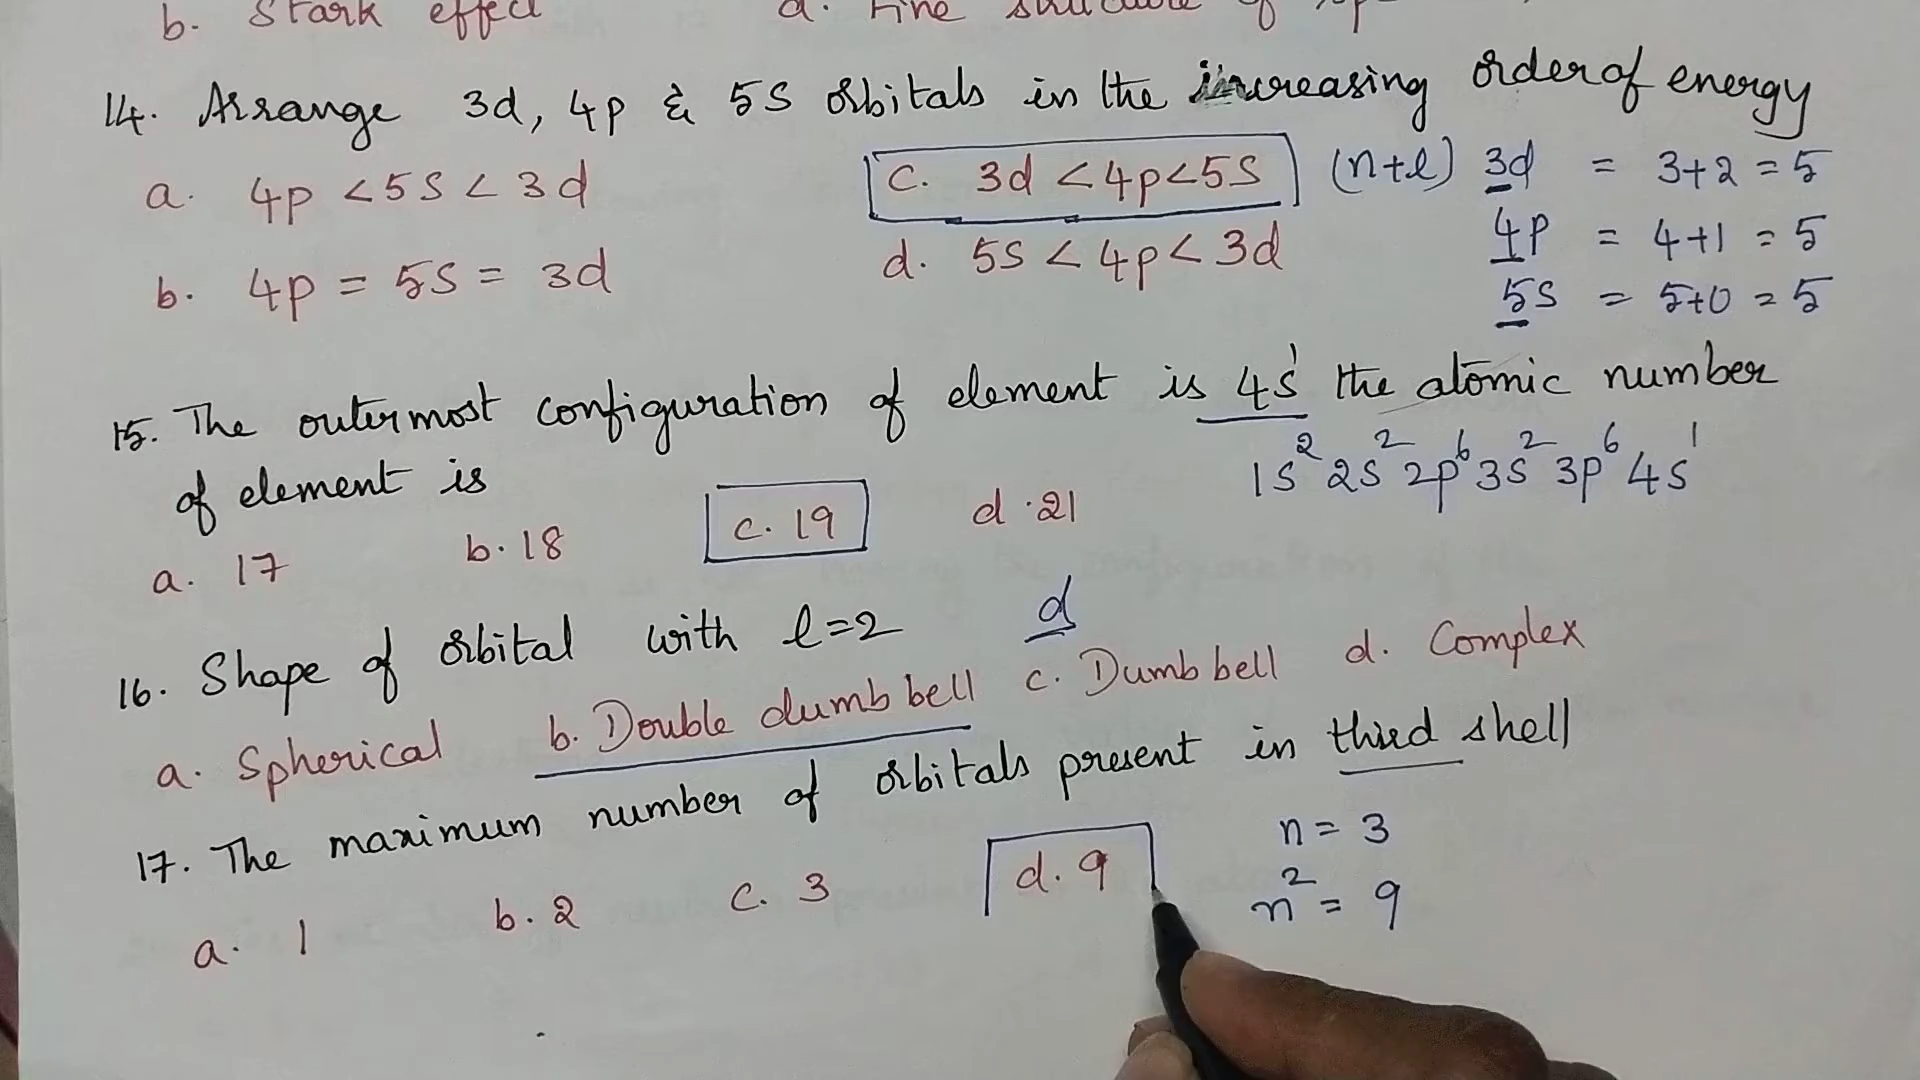 b. Stark effect d. Fine structure of
14. Arrange 3d, 4p & 5s orbitals in the increasing order of energy
a. 4p < 5s < 3d c. 3d < 4p < 5s (n+l) 3d = 3+2 = 5
b. 4p = 5s = 3d d. 5s < 4p < 3d 4p = 4+1 = 5
5s = 5+0 = 5
15. The outermost configuration of element is 4s¹ the atomic number
of element is 1s² 2s² 2p⁶ 3s² 3p⁶ 4s¹
a. 17 b. 18 c. 19 d. 21
16. Shape of orbital with l=2 d
a. Spherical b. Double dumb bell c. Dumb bell d. Complex
17. The maximum number of orbitals present in third shell
a. 1 b. 2 c. 3 d. 9 n = 3
n² = 9